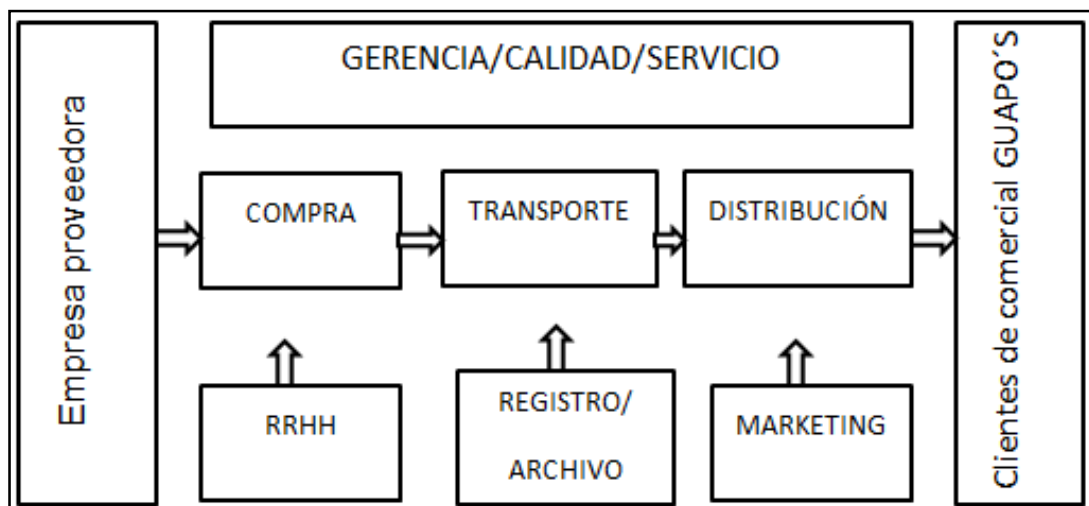 Empresa proveedora
GERENCIA/CALIDAD/SERVICIO
COMPRA
TRANSPORTE
DISTRIBUCIÓN
RRHH
REGISTRO/
ARCHIVO
MARKETING
Clientes de comercial GUAPO´S